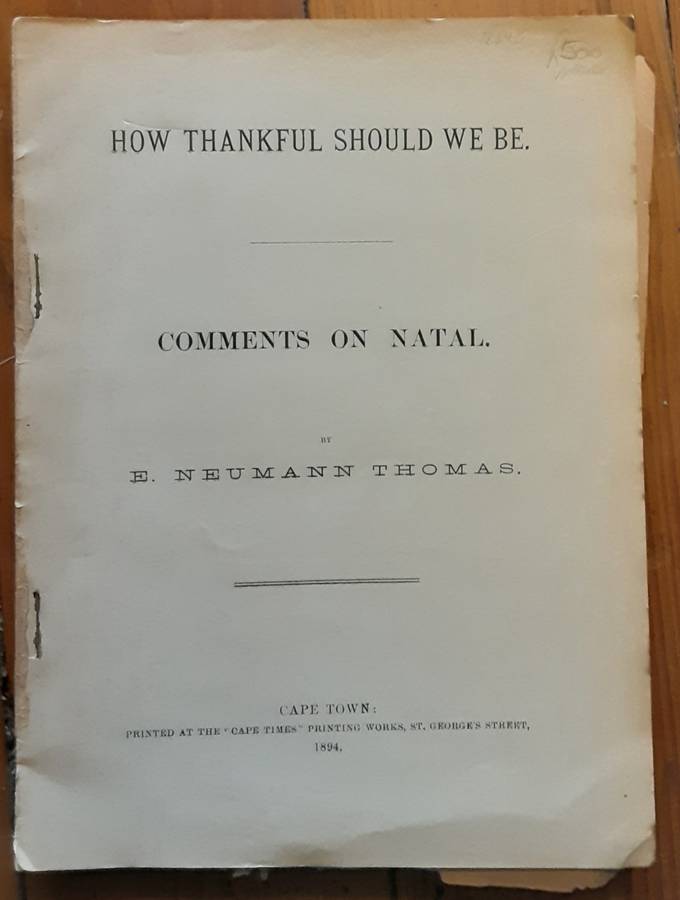 500
HOW THANKFUL SHOULD WE BE.
COMMENTS ON NATAL.
BY
E. NEUMANN THOMAS.
CAPE TOWN:
PRINTED AT THE "CAPE TIMES" PRINTING WORKS, ST. GEORGE'S STREET,
1894.